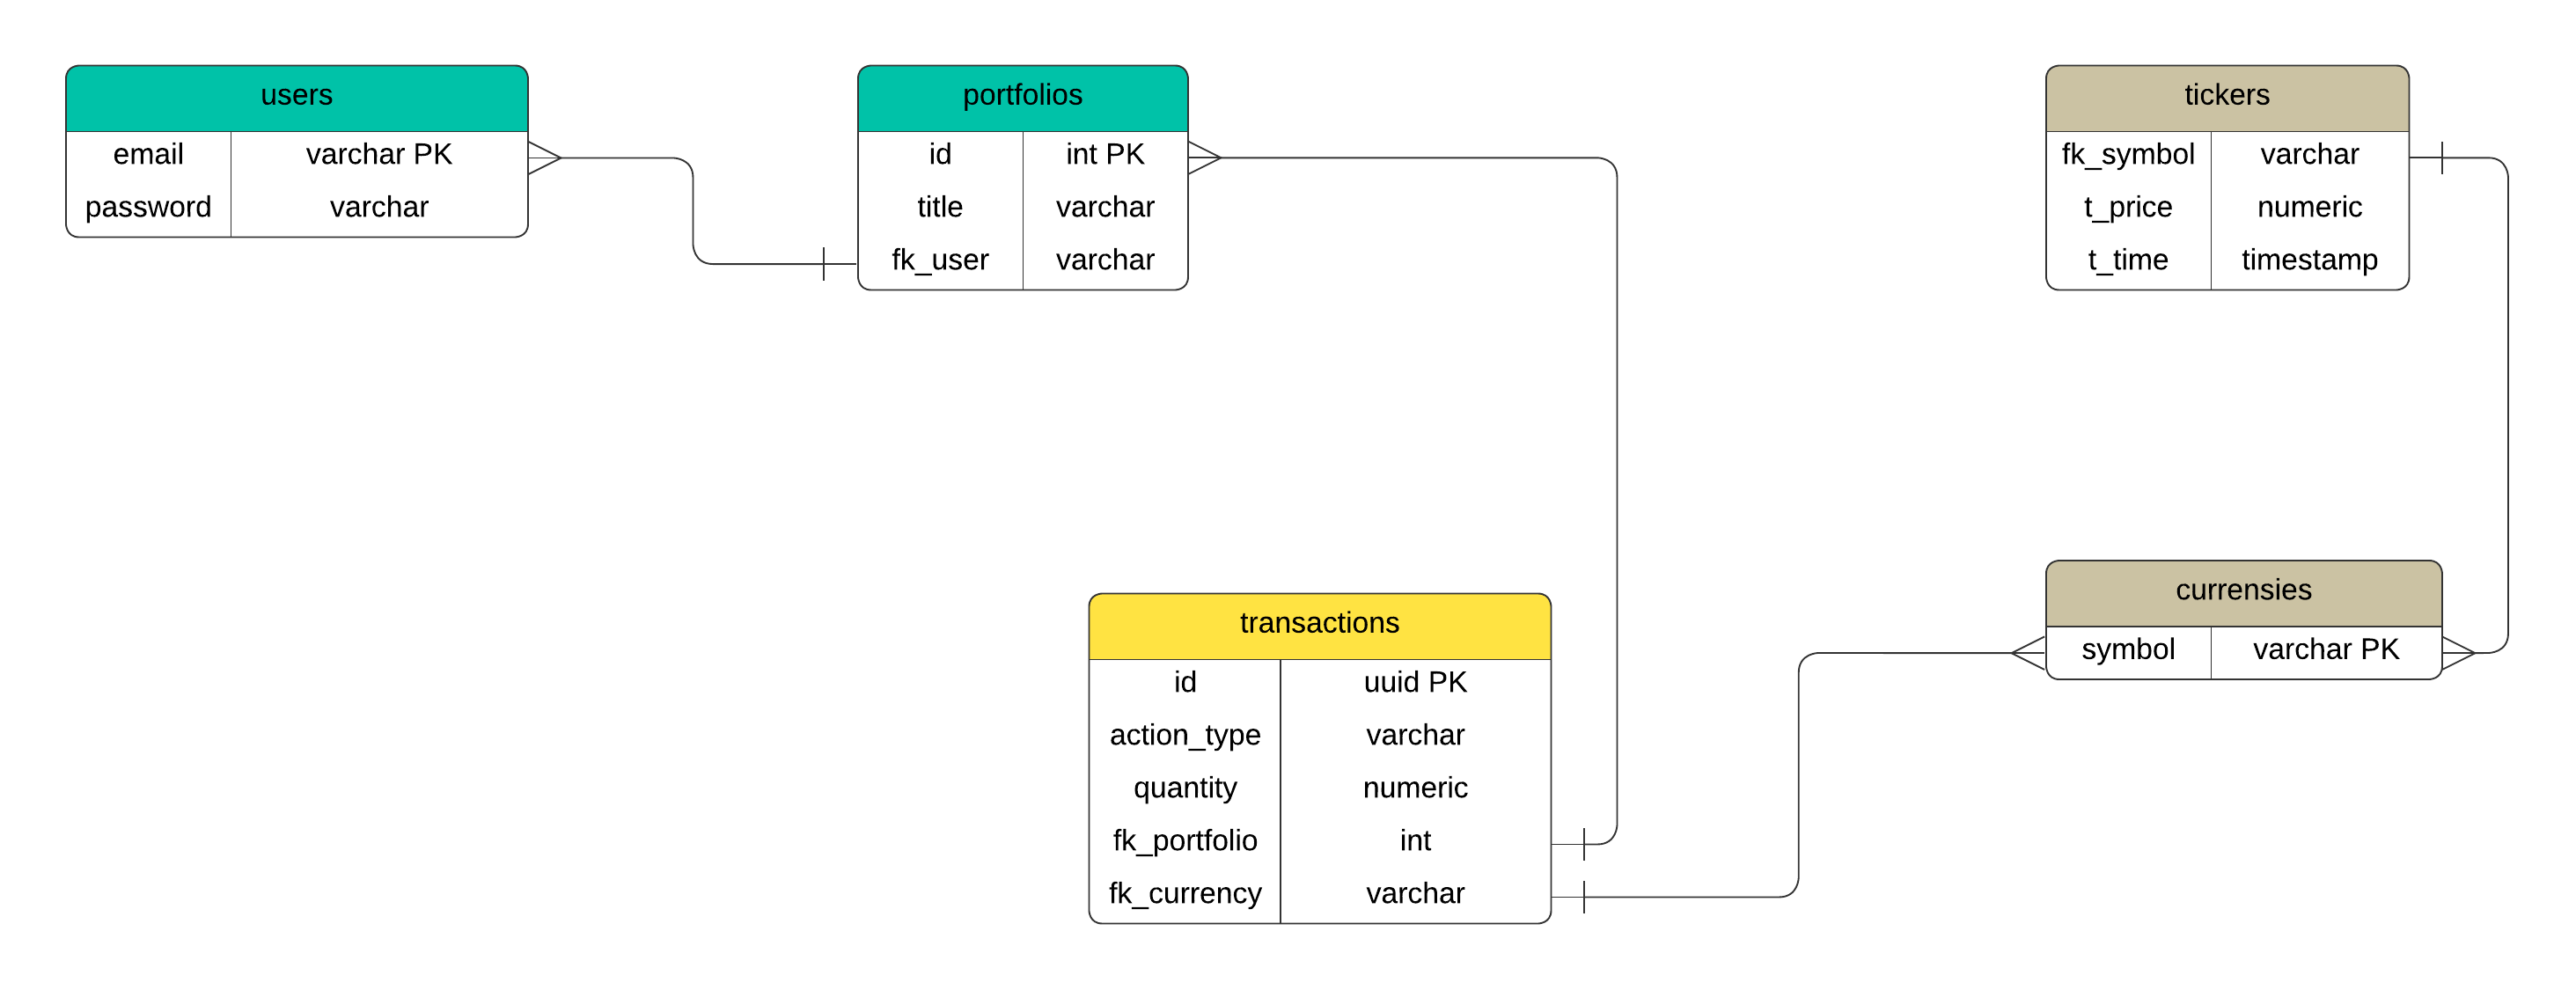 users
email varchar PK
password varchar
portfolios
id int PK
title varchar
fk_user varchar
tickers
fk_symbol varchar
t_price numeric
t_time timestamp
transactions
id uuid PK
action_type varchar
quantity numeric
fk_portfolio int
fk_currency varchar
currensies
symbol varchar PK